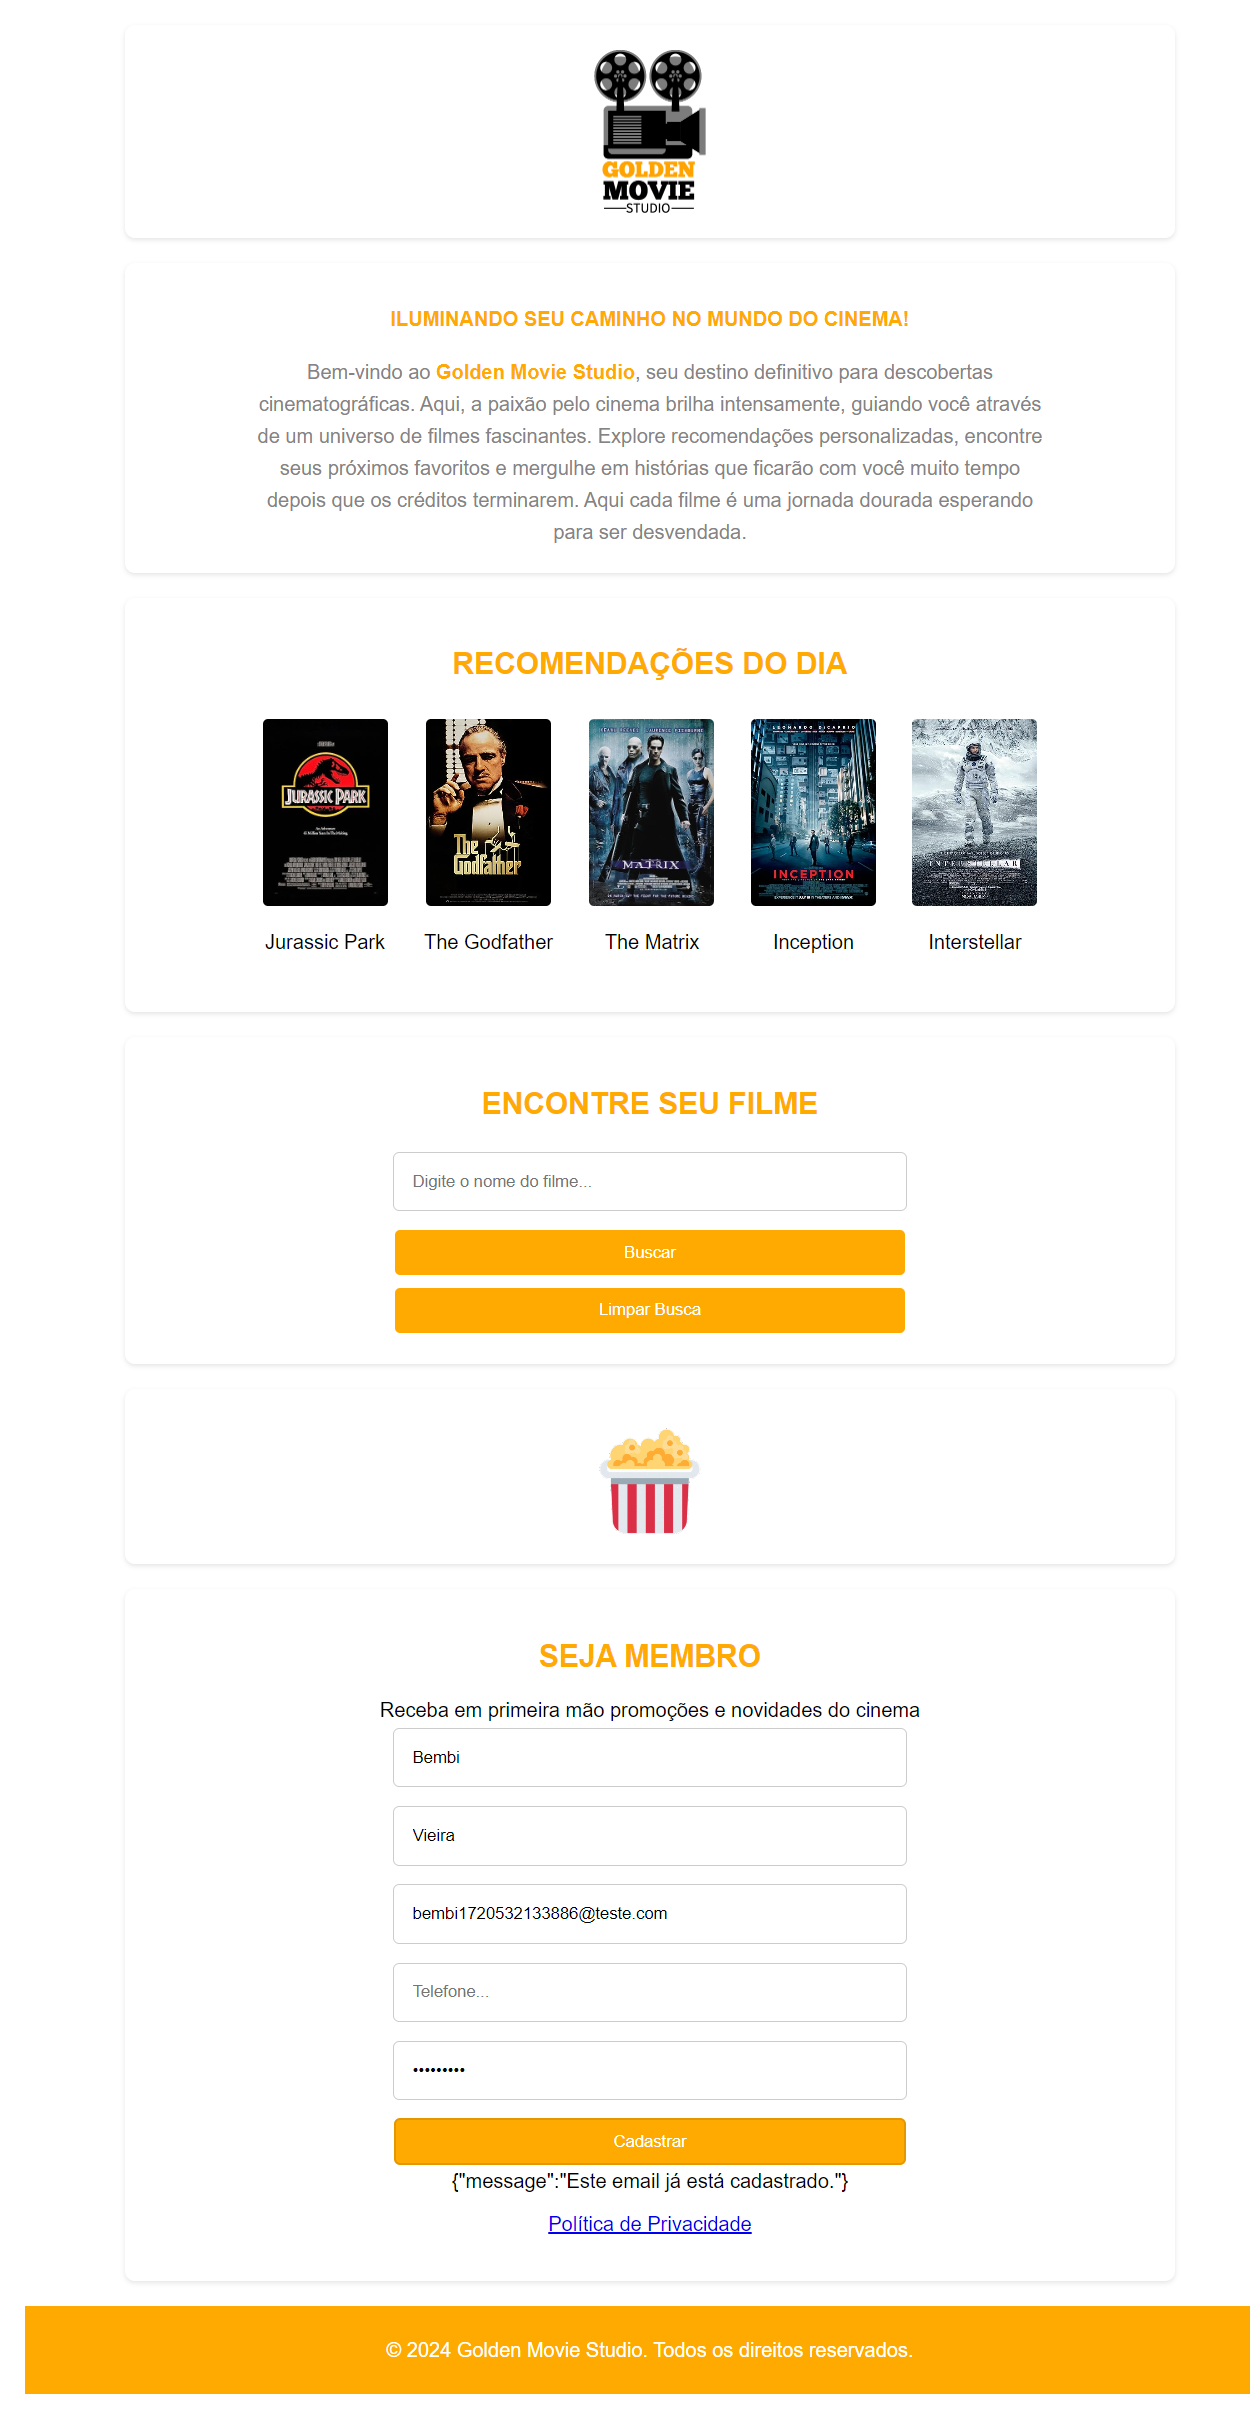 GOLDEN
MOVIE
STUDIO
ILUMINANDO SEU CAMINHO NO MUNDO DO CINEMA!
Bem-vindo ao Golden Movie Studio, seu destino definitivo para descobertas
cinematográficas. Aqui, a paixão pelo cinema brilha intensamente, guiando você através
de um universo de filmes fascinantes. Explore recomendações personalizadas, encontre
seus próximos favoritos e mergulhe em histórias que ficarão com você muito tempo
depois que os créditos terminarem. Aqui cada filme é uma jornada dourada esperando
para ser desvendada.
RECOMENDAÇÕES DO DIA
JURASSIC PARK
The
Godfather
MATRIX
LEONARDO DICAPRIO
INCEPTION
INTERSTELLAR
Jurassic Park
The Godfather
The Matrix
Inception
Interstellar
ENCONTRE SEU FILME
Digite o nome do filme...
Buscar
Limpar Busca
SEJA MEMBRO
Receba em primeira mão promoções e novidades do cinema
Bembi
Vieira
bembi1720532133886@teste.com
Telefone...
•••••••••
Cadastrar
{"message":"Este email já está cadastrado."}
Política de Privacidade
© 2024 Golden Movie Studio. Todos os direitos reservados.